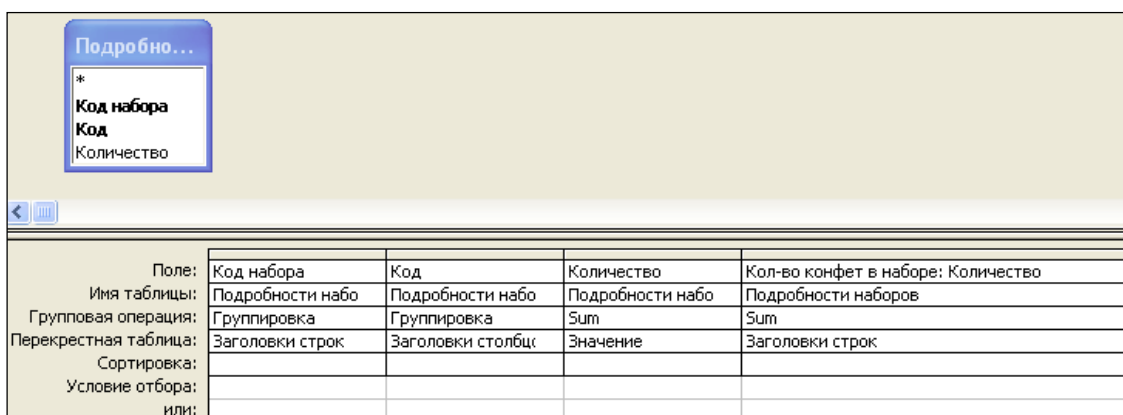 Подробно...
*
Код набора
Код
Количество
Поле: Код набора Код Количество Кол-во конфет в наборе: Количество
Имя таблицы: Подробности набо Подробности набо Подробности набо Подробности наборов
Групповая операция: Группировка Группировка Sum Sum
Перекрестная таблица: Заголовки строк Заголовки столбцо Значение Заголовки строк
Сортировка:
Условие отбора:
или: